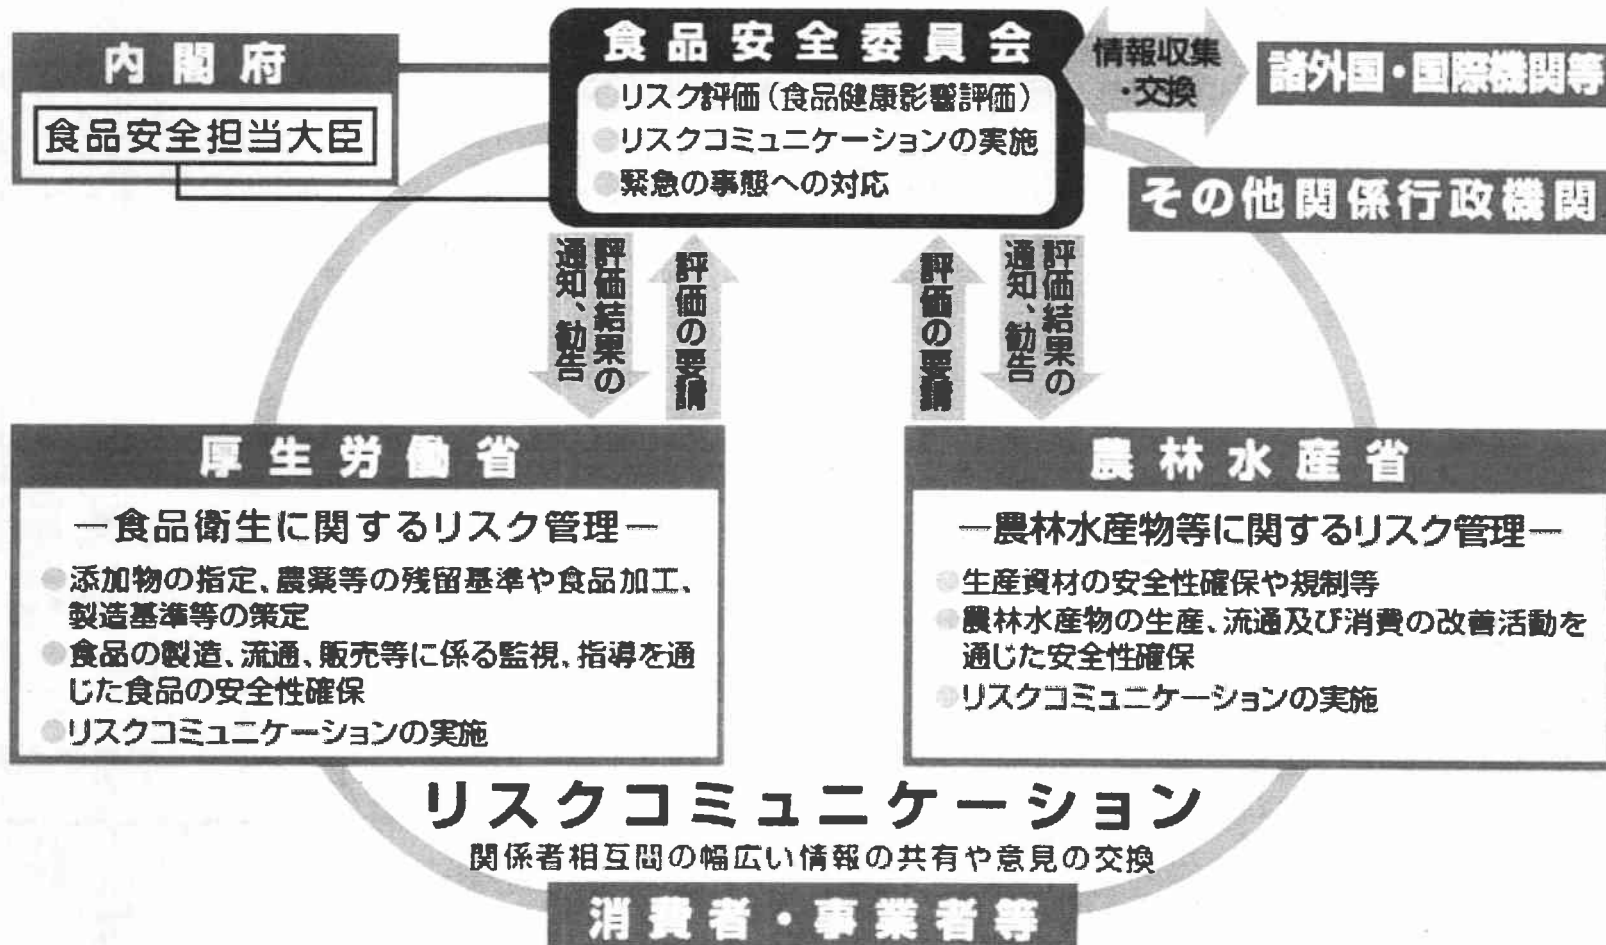 内閣府
食品安全担当大臣
食品安全委員会
リスク評価（食品健康影響評価）
リスクコミュニケーションの実施
緊急の事態への対応
情報収集
・交換
諸外国・国際機関等
その他関係行政機関
評価結果の
通知、勧告
評価の要請
評価の要請
評価結果の
通知、勧告
厚生労働省
―食品衛生に関するリスク管理―
添加物の指定、農薬等の残留基準や食品加工、
製造基準等の策定
食品の製造、流通、販売等に係る監視、指導を通
じた食品の安全性確保
リスクコミュニケーションの実施
農林水産省
―農林水産物等に関するリスク管理―
生産資材の安全性確保や規制等
農林水産物の生産、流通及び消費の改善活動を
通じた安全性確保
リスクコミュニケーションの実施
リスクコミュニケーション
関係者相互間の幅広い情報の共有や意見の交換
消費者・事業者等